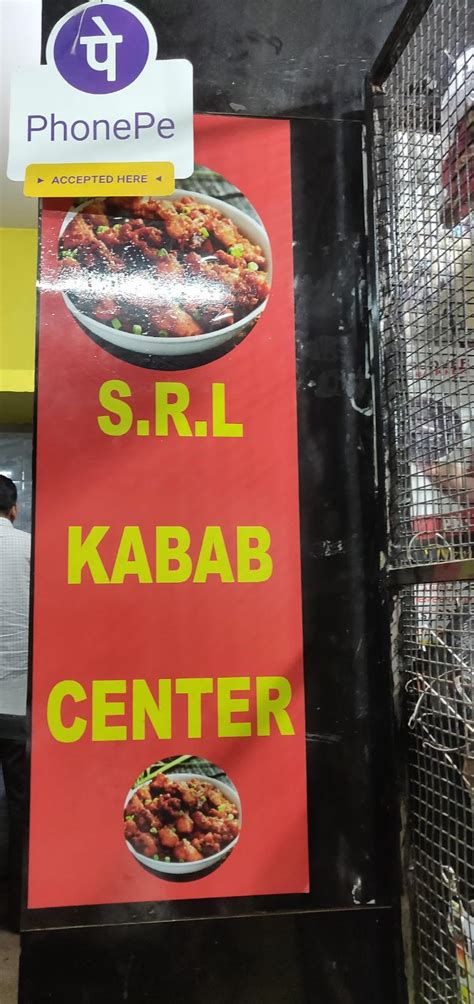 पे
PhonePe
► ACCEPTED HERE ◄
S.R.L
KABAB
CENTER